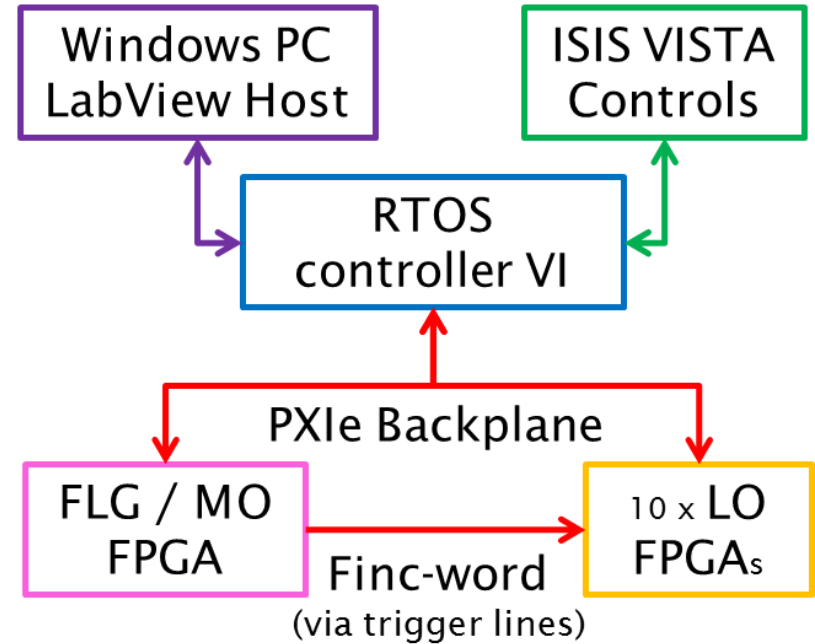 Windows PC
LabView Host
ISIS VISTA
Controls
RTOS
controller VI
PXIe Backplane
FLG / MO
FPGA
10 x LO
FPGAs
Finc-word
(via trigger lines)